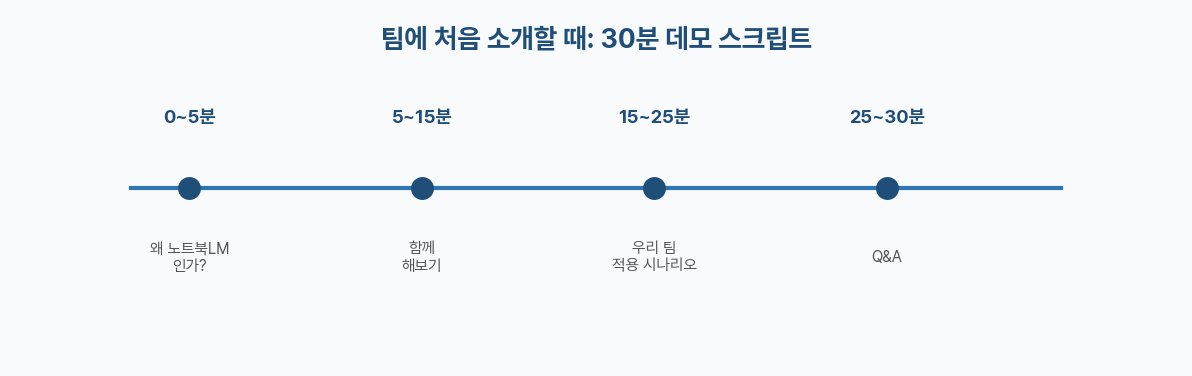 팀에 처음 소개할 때: 30분 데모 스크립트
0~5분
5~15분
15~25분
25~30분
왜 노트북LM
인가?
함께
해보기
우리 팀
적용 시나리오
Q&A